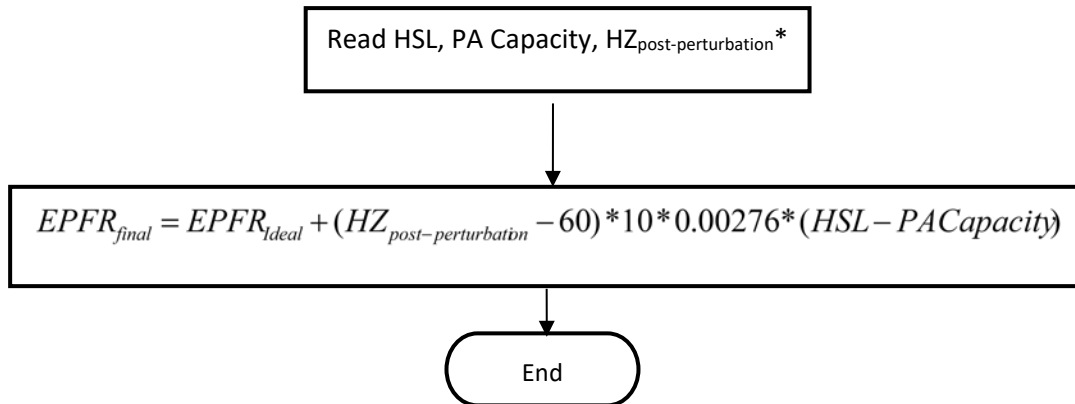 Read HSL, PA Capacity, HZpost-perturbation*
EPFRfinal = EPFRIdeal + (HZpost−perturbation − 60)*10*0.00276*(HSL−PACapacity)
End